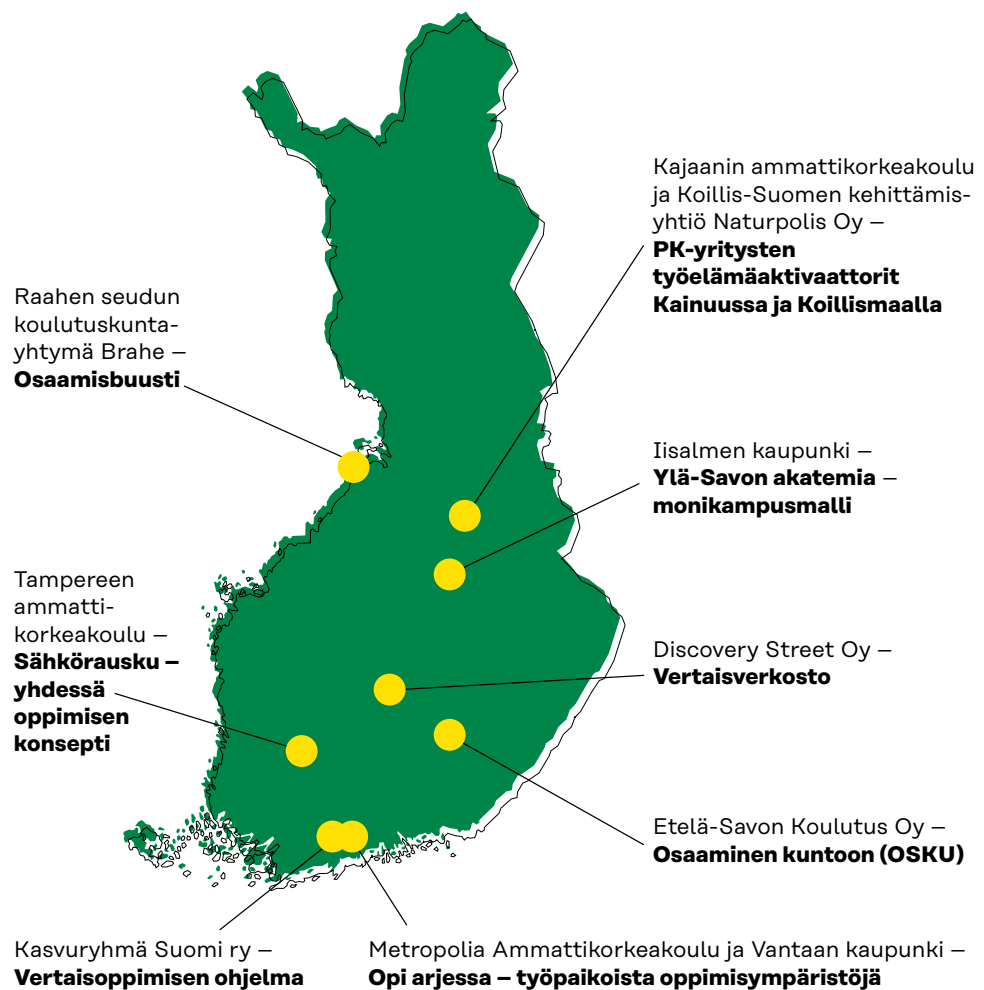 Kajaanin ammattikorkeakoulu
ja Koillis-Suomen kehittämis-
yhtiö Naturpolis Oy –
PK-yritysten
työelämäaktivaattorit
Kainuussa ja Koillismaalla
Raahen seudun
koulutuskunta-
yhtymä Brahe –
Osaamisbuusti
Iisalmen kaupunki –
Ylä-Savon akatemia –
monikampusmalli
Tampereen
ammatti-
korkeakoulu –
Sähkörausku –
yhdessä
oppimisen
konsepti
Discovery Street Oy –
Vertaisverkosto
Etelä-Savon Koulutus Oy –
Osaaminen kuntoon (OSKU)
Kasvuryhmä Suomi ry –
Vertaisoppimisen ohjelma
Metropolia Ammattikorkeakoulu ja Vantaan kaupunki –
Opi arjessa – työpaikoista oppimisympäristöjä